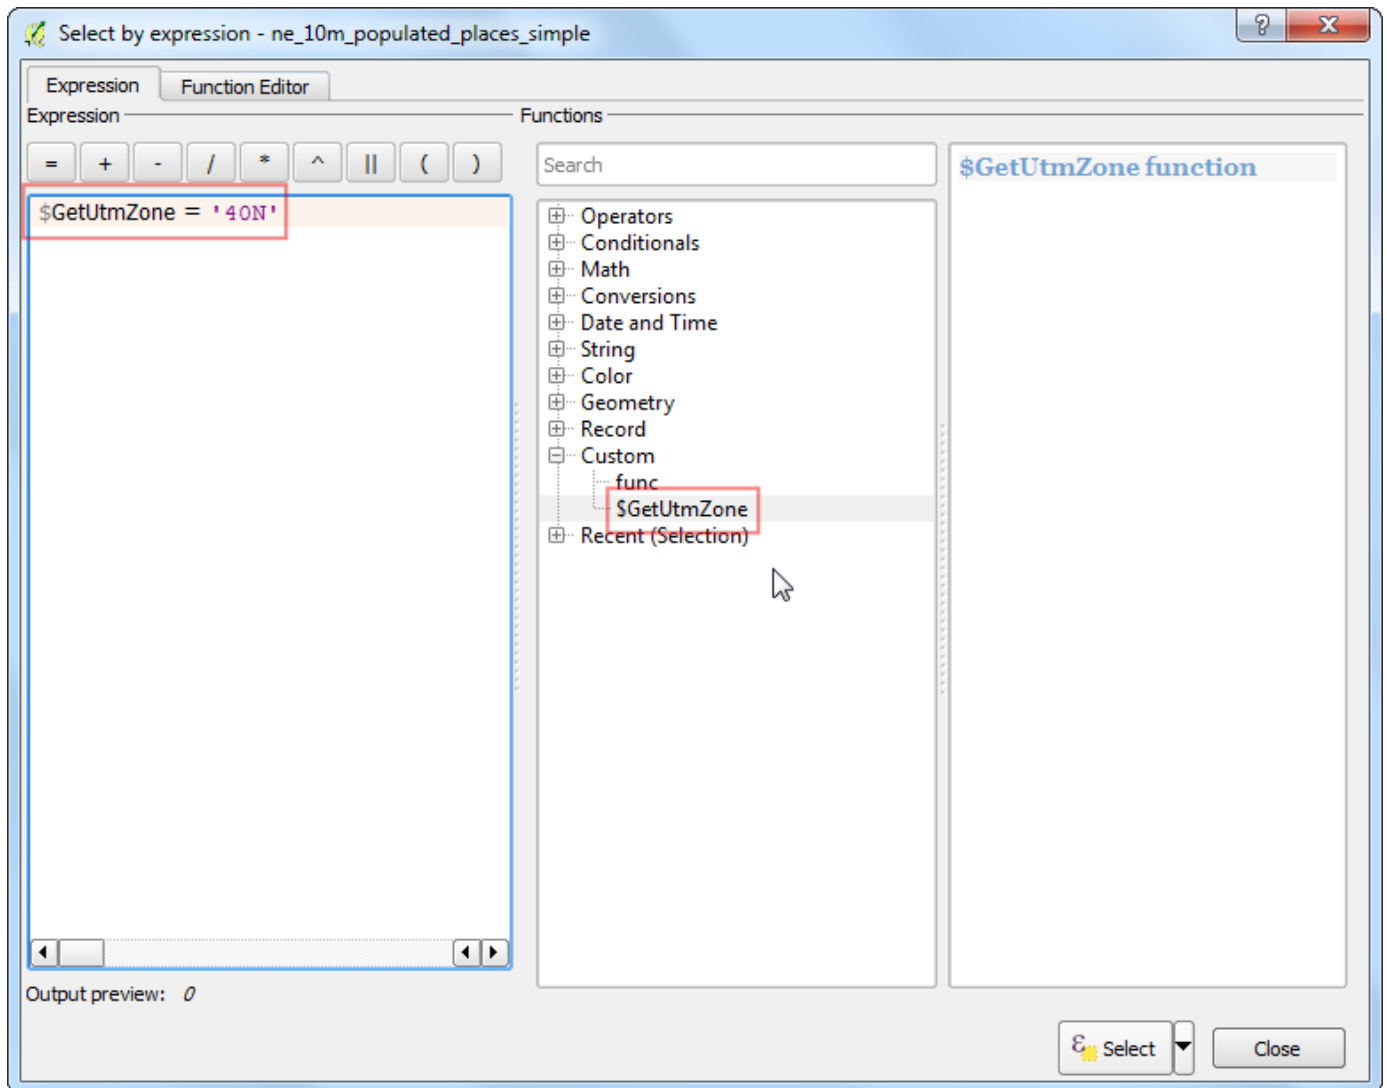 Select by expression - ne_10m_populated_places_simple
?
Expression
Function Editor
Expression
Functions
= + - / * ^ || ( )
Search
$GetUtmZone function
$GetUtmZone = '40N'
Operators
Conditionals
Math
Conversions
Date and Time
String
Color
Geometry
Record
Custom
func
$GetUtmZone
Recent (Selection)
Output preview: 0
ε Select
Close